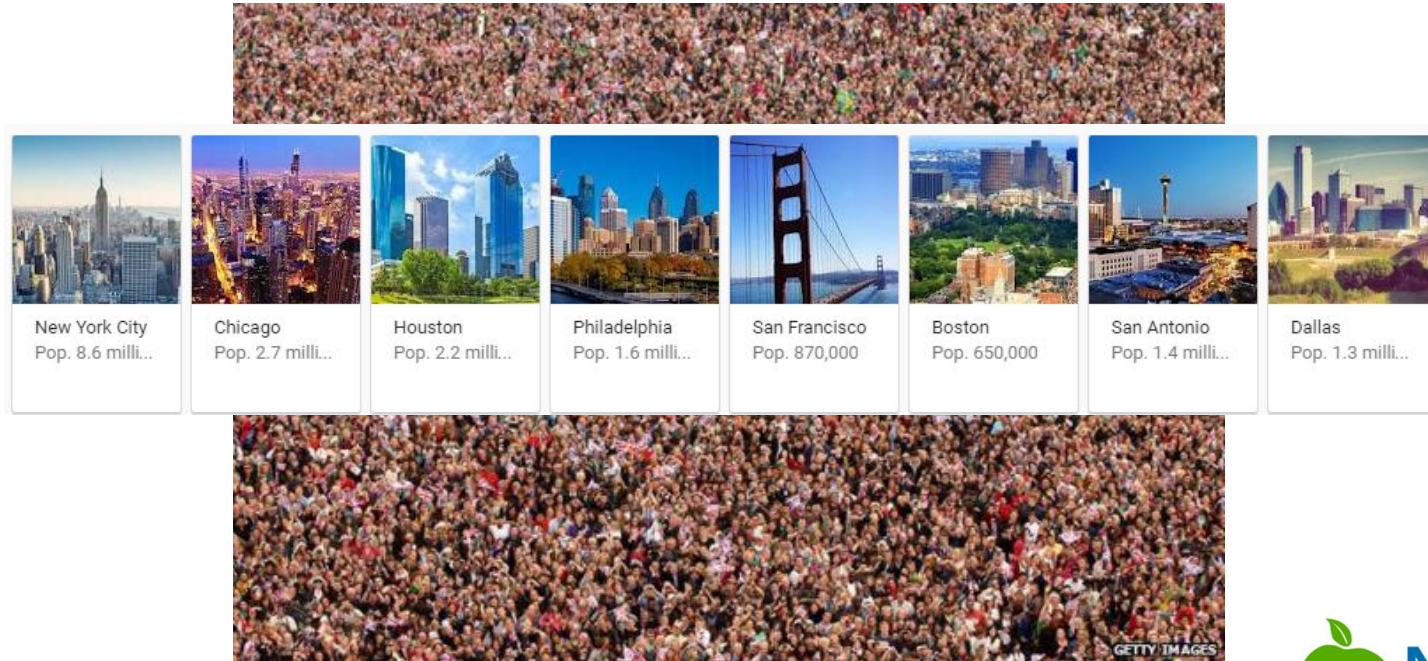 New York City
Pop. 8.6 milli...
Chicago
Pop. 2.7 milli...
Houston
Pop. 2.2 milli...
Philadelphia
Pop. 1.6 milli...
San Francisco
Pop. 870,000
Boston
Pop. 650,000
San Antonio
Pop. 1.4 milli...
Dallas
Pop. 1.3 milli...
GETTY IMAGES